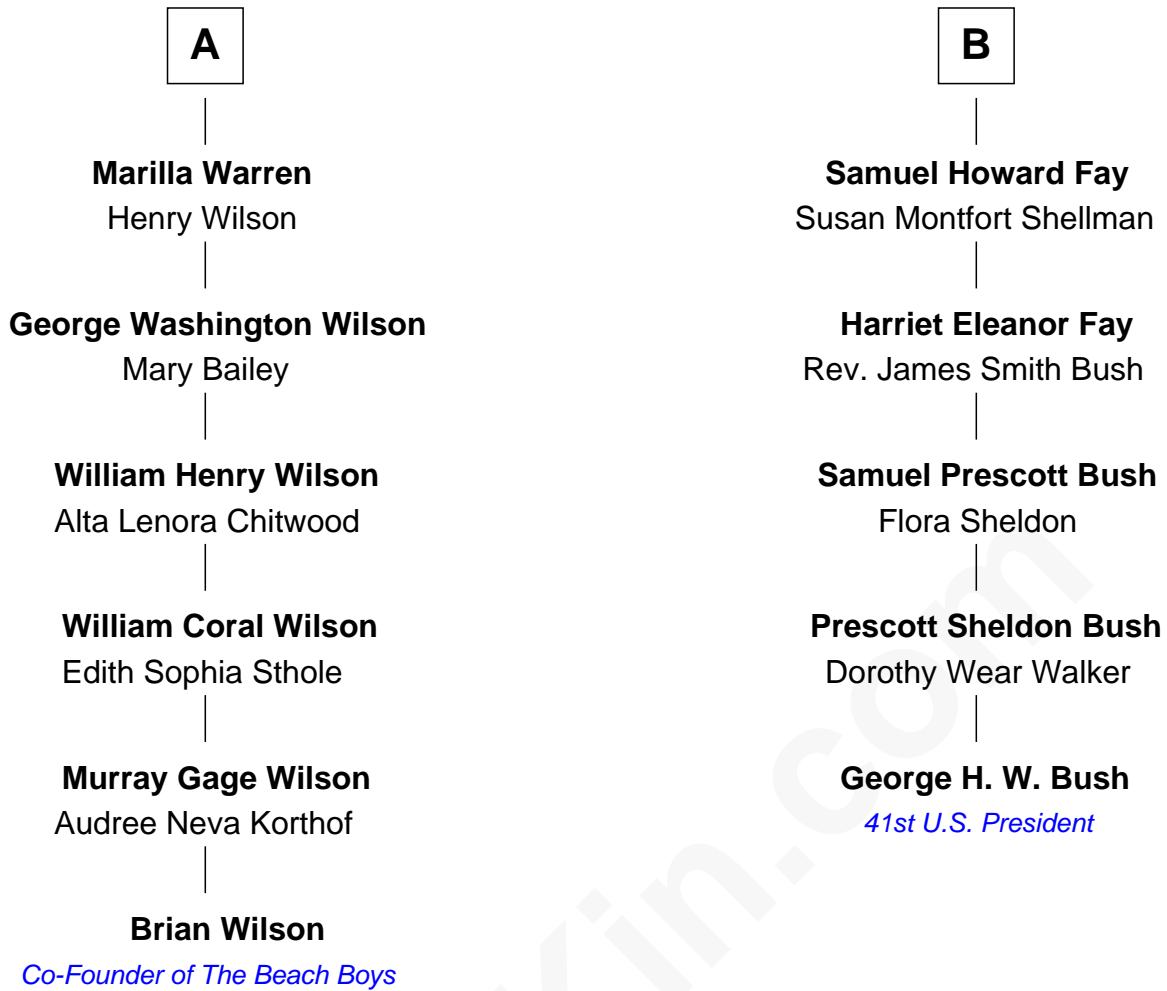 A
Marilla Warren
Henry Wilson
George Washington Wilson
Mary Bailey
William Henry Wilson
Alta Lenora Chitwood
William Coral Wilson
Edith Sophia Sthole
Murray Gage Wilson
Audree Neva Korthof
Brian Wilson
Co-Founder of The Beach Boys
B
Samuel Howard Fay
Susan Montfort Shellman
Harriet Eleanor Fay
Rev. James Smith Bush
Samuel Prescott Bush
Flora Sheldon
Prescott Sheldon Bush
Dorothy Wear Walker
George H. W. Bush
41st U.S. President
Kin.com